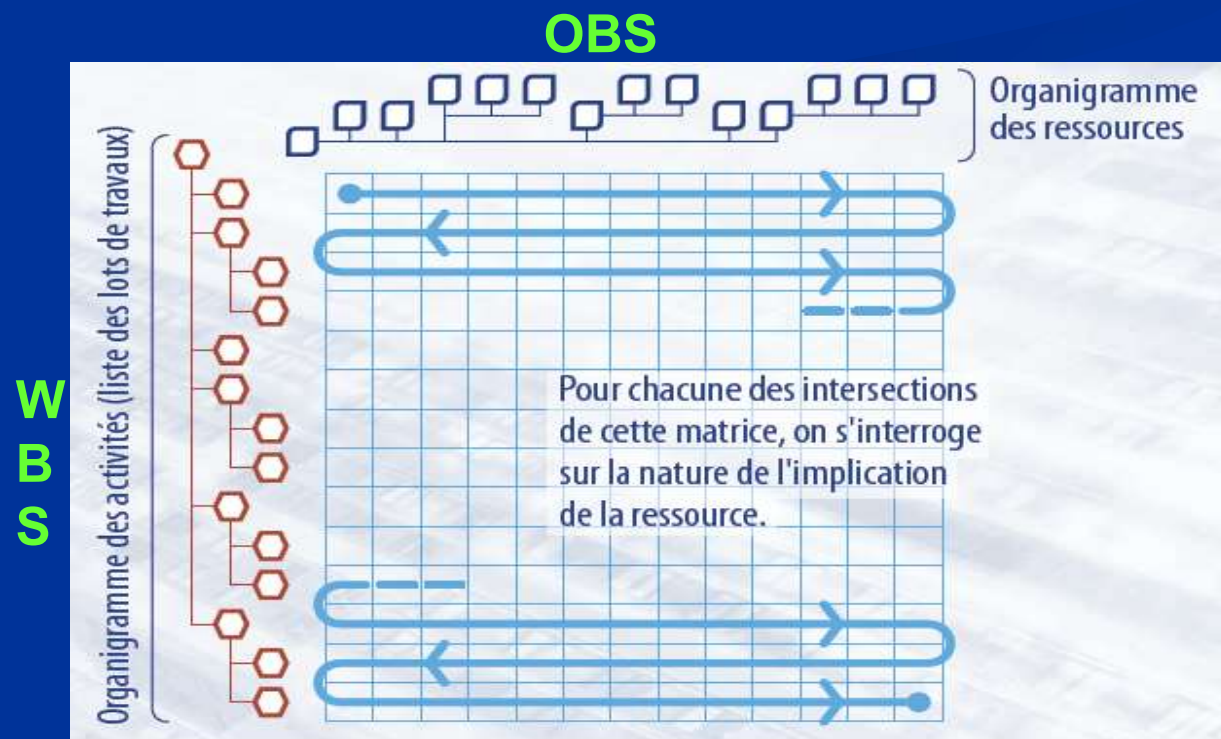 OBS
Organigramme
des ressources
Organigramme des activités (liste des lots de travaux)
W
B
S
Pour chacune des intersections
de cette matrice, on s'interroge
sur la nature de l'implication
de la ressource.